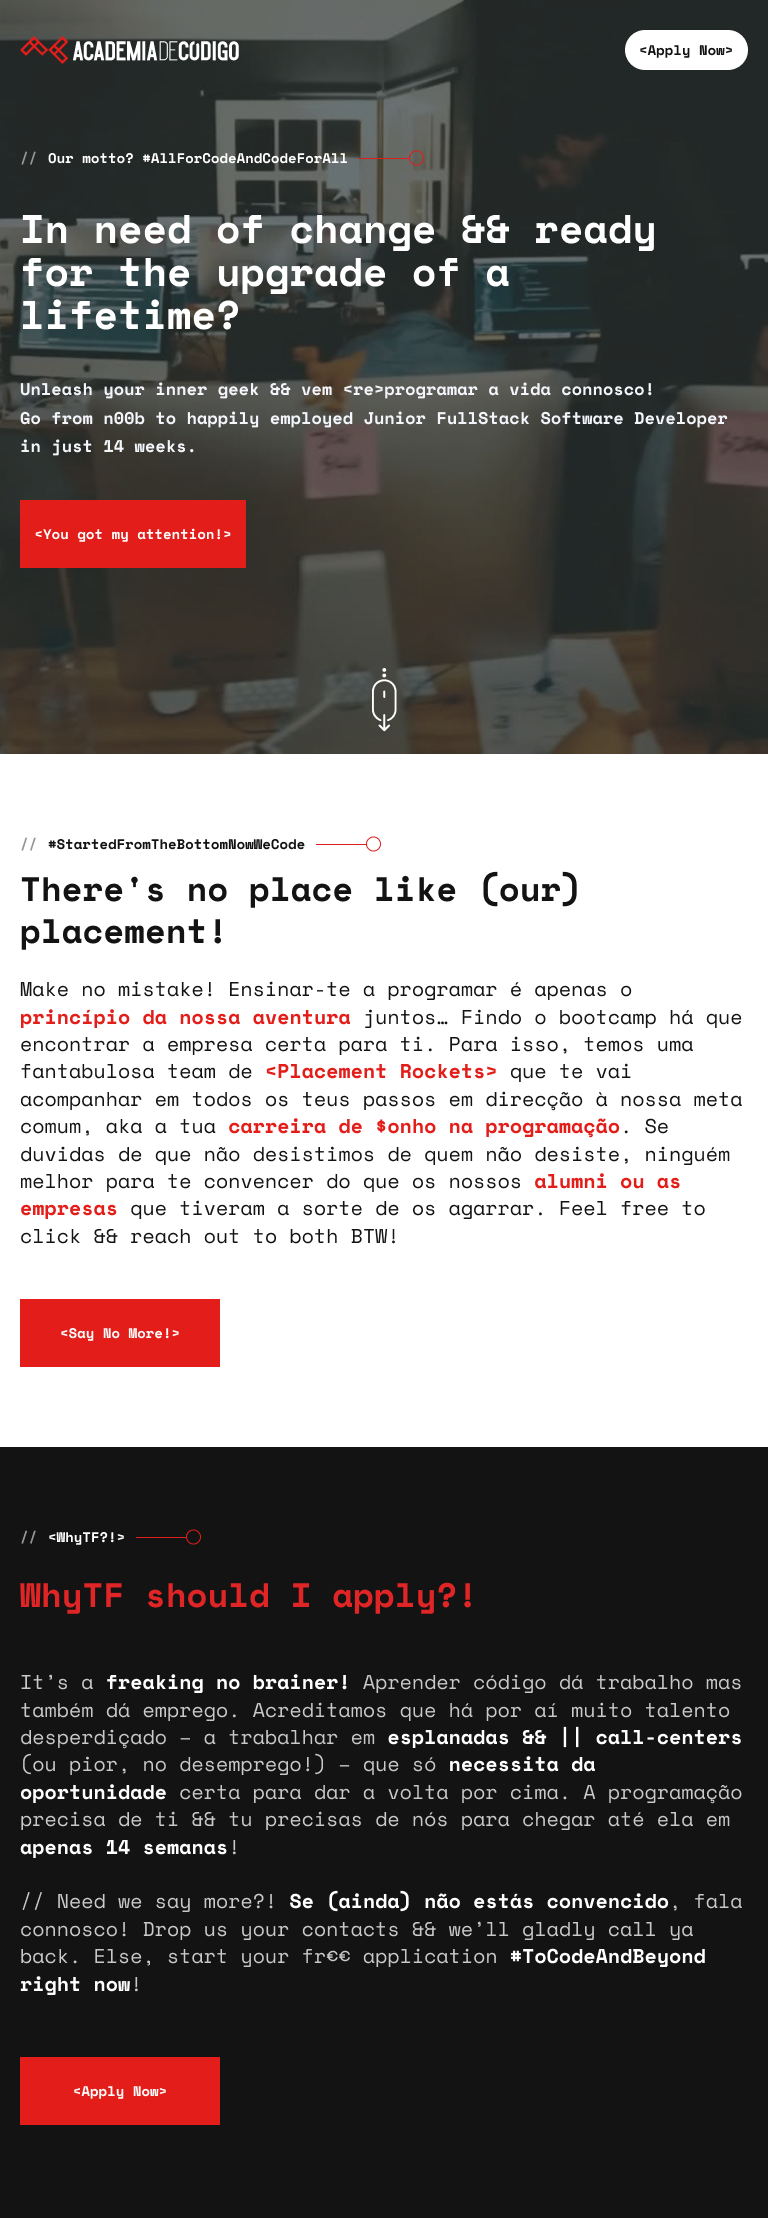 ACADEMIADECÓDIGO
<Apply Now>
// Our motto? #AllForCodeAndCodeForAll
In need of change && ready
for the upgrade of a
lifetime?
Unleash your inner geek && vem <re>programar a vida connosco!
Go from n00b to happily employed Junior FullStack Software Developer
in just 14 weeks.
<You got my attention!>
// #StartedFromTheBottomNowWeCode
There's no place like (our)
placement!
Make no mistake! Ensinar-te a programar é apenas o
princípio da nossa aventura juntos… Findo o bootcamp há que
encontrar a empresa certa para ti. Para isso, temos uma
fantabulosa team de <Placement Rockets> que te vai
acompanhar em todos os teus passos em direcção à nossa meta
comum, aka a tua carreira de $onho na programação. Se
duvidas de que não desistimos de quem não desiste, ninguém
melhor para te convencer do que os nossos alumni ou as
empresas que tiveram a sorte de os agarrar. Feel free to
click && reach out to both BTW!
<Say No More!>
// <WhyTF?!>
WhyTF should I apply?!
It’s a freaking no brainer! Aprender código dá trabalho mas
também dá emprego. Acreditamos que há por aí muito talento
desperdiçado – a trabalhar em esplanadas && || call-centers
(ou pior, no desemprego!) – que só necessita da
oportunidade certa para dar a volta por cima. A programação
precisa de ti && tu precisas de nós para chegar até ela em
apenas 14 semanas!
// Need we say more?! Se (ainda) não estás convencido, fala
connosco! Drop us your contacts && we’ll gladly call ya
back. Else, start your fr€€ application #ToCodeAndBeyond
right now!
<Apply Now>